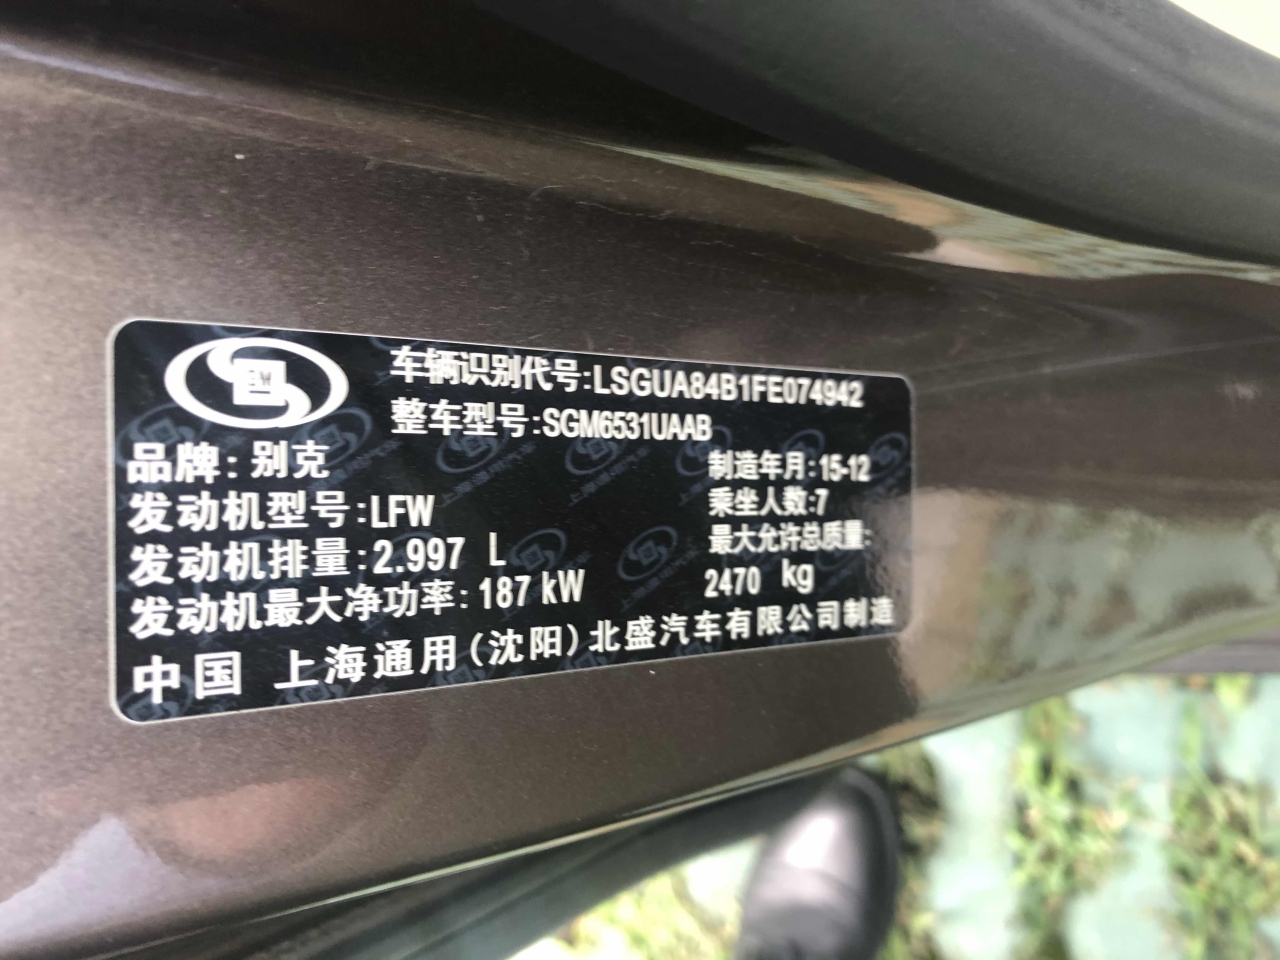 GM
车辆识别代号:LSGUA84B1FE074942
整车型号:SGM6531UAAB
品牌:别克
制造年月:15-12
发动机型号:LFW
乘坐人数:7
发动机排量:2.997 L
最大允许总质量:
2470 kg
发动机最大净功率:187 kW
中国 上海通用(沈阳)北盛汽车有限公司制造